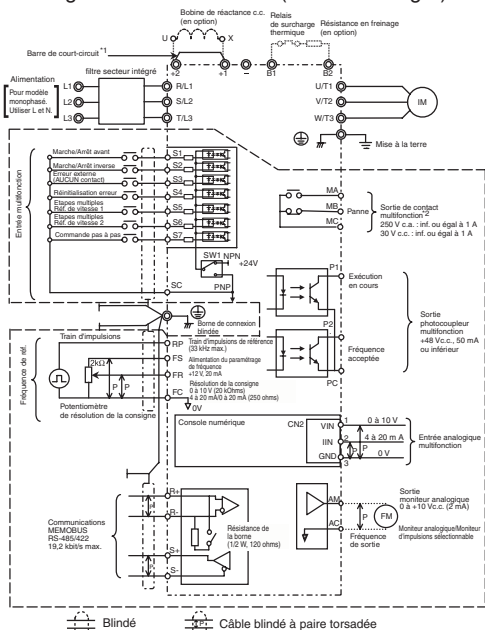 Bobine de réactance c.c.
(en option)
Relais
de surcharge
thermique
Résistance en freinage
(en option)
U X
Barre de court-circuit *1
+2 +1 – B1 B2
Alimentation
filtre secteur intégré
Pour modèle
monophasé.
Utiliser L et N.
L1 R/L1 U/T1
L2 S/L2 V/T2 IM
L3 T/L3 W/T3
Mise à la terre
Entrée multifonction
Marche/Arrêt avant S1
Marche/Arrêt inverse S2
Erreur externe
(AUCUN contact) S3
Réinitialisation erreur S4
Etapes multiples
Réf. de vitesse 1 S5
Etapes multiples
Réf. de vitesse 2 S6
Commande pas à pas S7
SW1 NPN
+24V
SC PNP
MA
MB Panne
MC
Sortie de contact
multifonction *2
250 V c.a. : inf. ou égal à 1 A
30 V c.c. : inf. ou égal à 1 A
P1
Exécution
en cours
P2
Fréquence
acceptée
PC
Sortie
photocoupleur
multifonction
+48 Vc.c., 50 mA
ou inférieur
Borne de connexion
blindée
Fréquence de réf.
Train d'impulsions
RP Train d'impulsions de référence
(33 kHz max.)
2kΩ
FS Alimentation du paramétrage
de fréquence
+12 V, 20 mA
P P
FR Résolution de la consigne
0 à 10 V (20 kOhms)
4 à 20 mA/0 à 20 mA (250 ohms)
FC
0V
Potentiomètre
de résolution de la consigne
Console numérique
CN2 VIN 1 0 à 10 V
IIN 2 4 à 20 mA
GND 3 0 V
P P
Entrée analogique
multifonction
Communications
MEMOBUS
RS-485/422
19,2 kbit/s max.
R+
P
R-
S+
P
S-
Résistance de
la borne
(1/2 W, 120 ohms)
AM
P FM
AC
Fréquence
de sortie
Sortie
moniteur analogique
0 à +10 Vc.c. (2 mA)
Moniteur analogique/Moniteur
d'impulsions sélectionnable
Blindé
P Câble blindé à paire torsadée